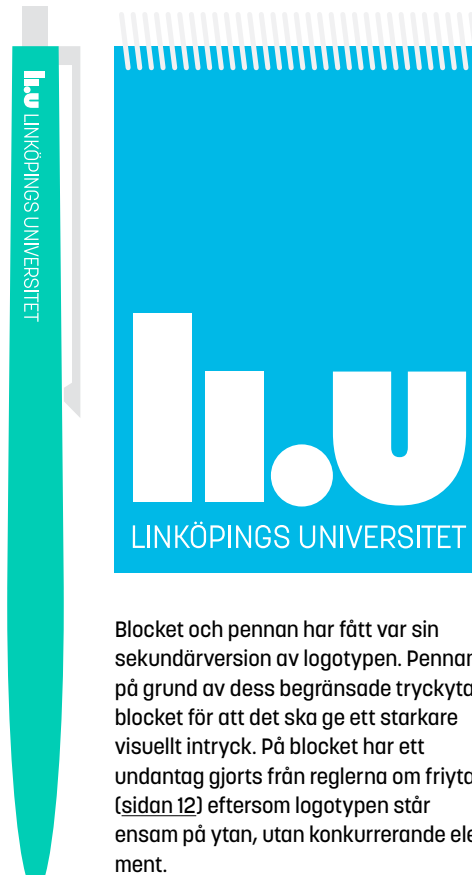 li.u LINKÖPINGS UNIVERSITET
li.u
LINKÖPINGS UNIVERSITET
Blocket och pennan har fått var sin
sekundärversion av logotypen. Pennan
på grund av dess begränsade tryckyta
blocket för att det ska ge ett starkare
visuellt intryck. På blocket har ett
undantag gjorts från reglerna om friyta
(sidan 12) eftersom logotypen står
ensam på ytan, utan konkurrerande ele
ment.